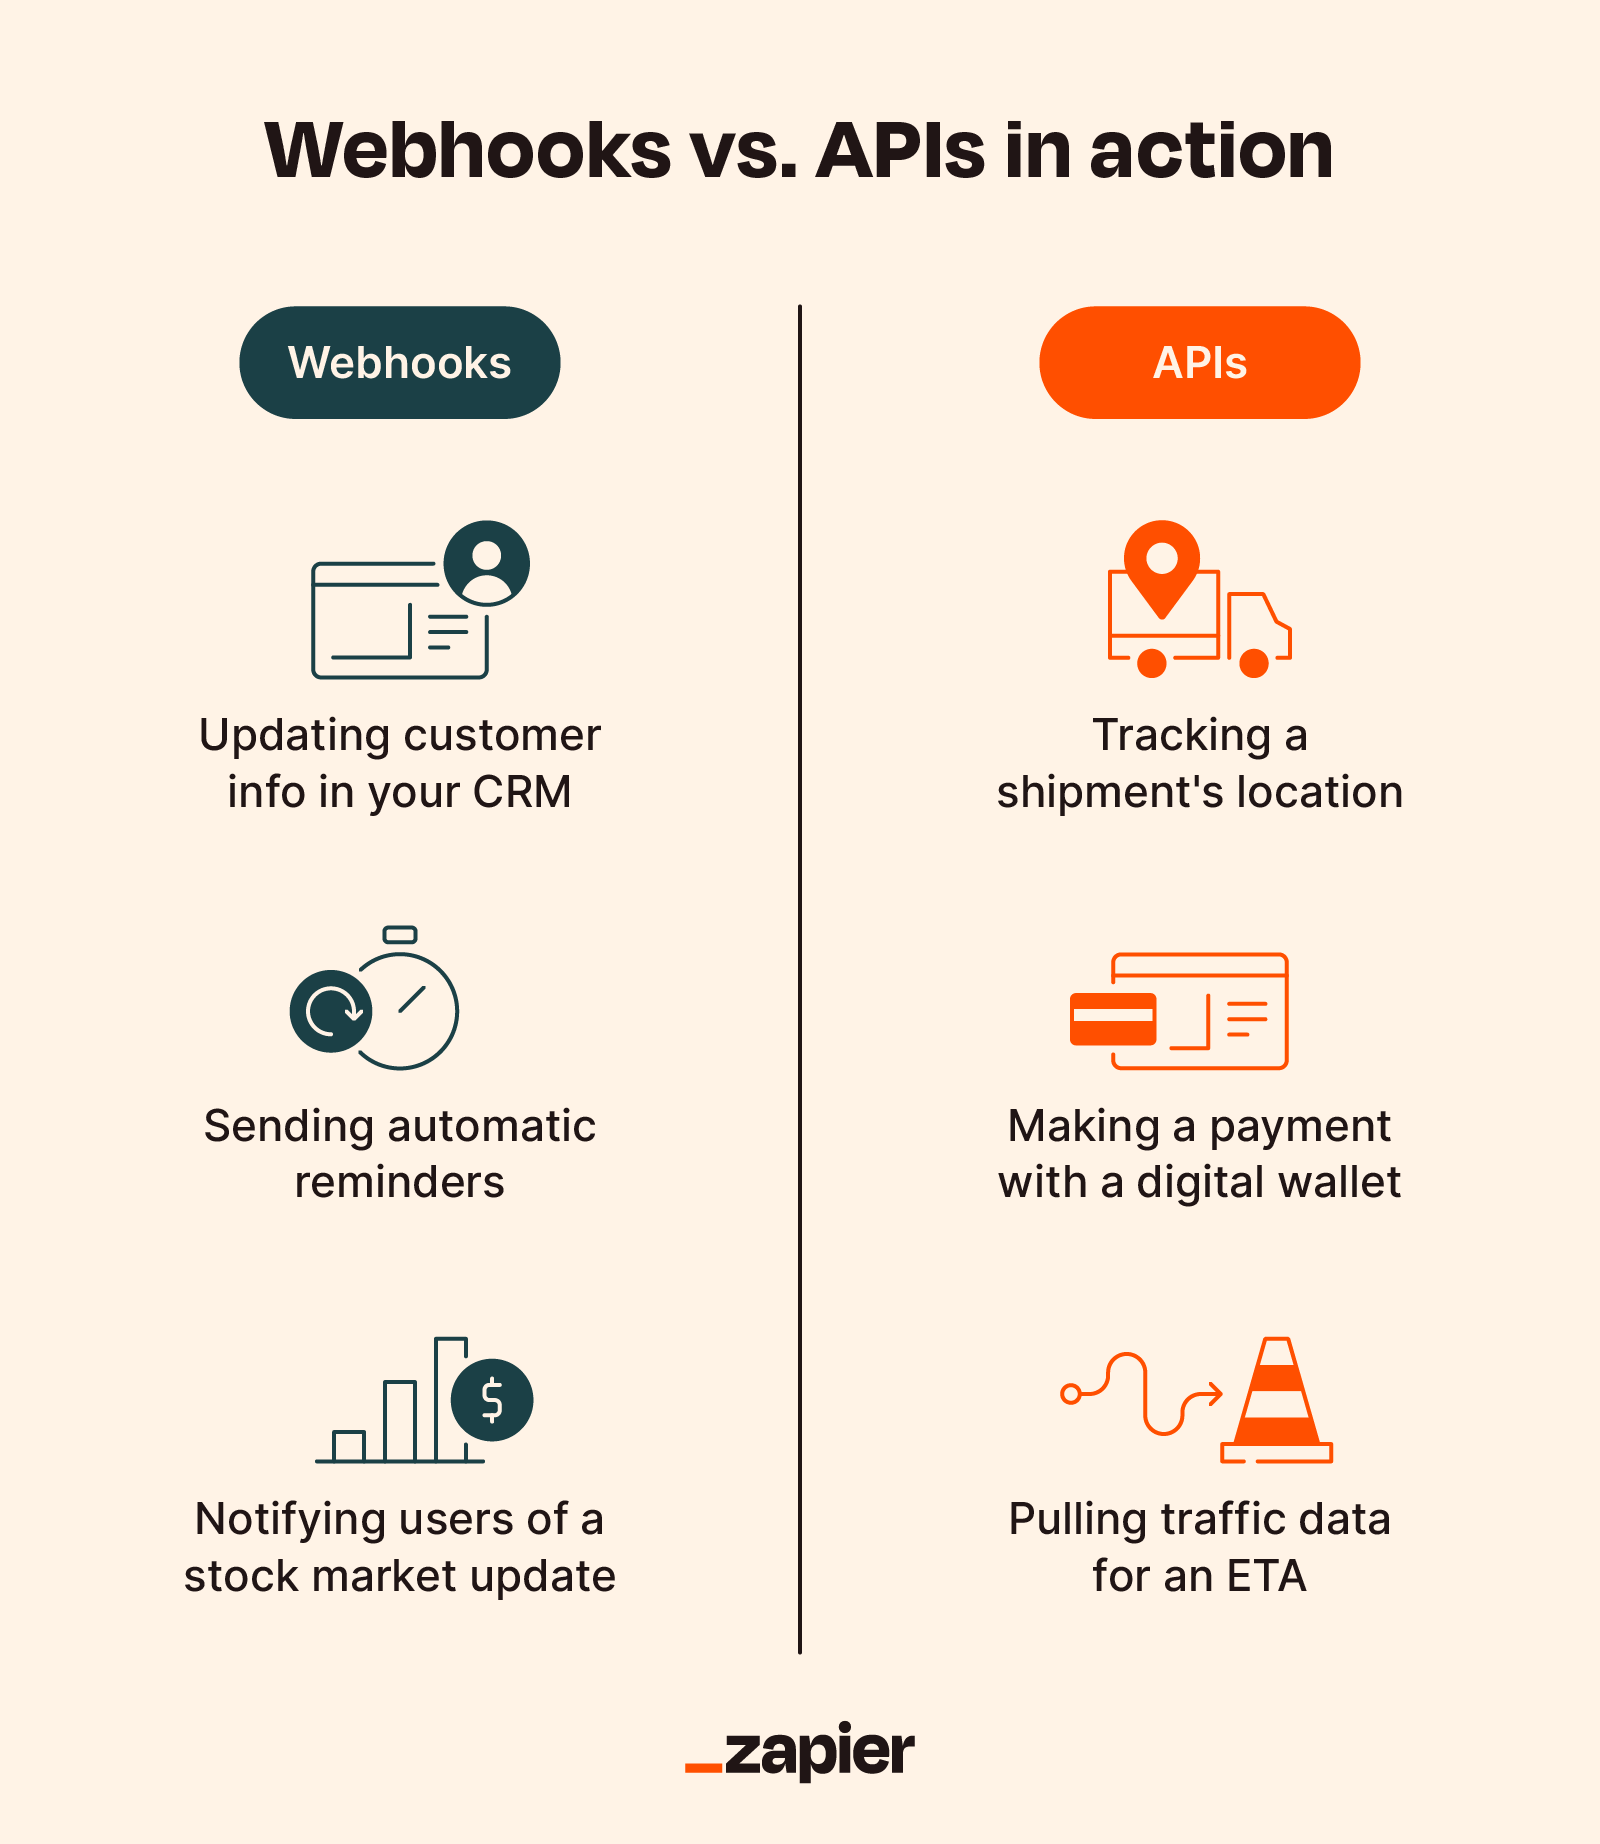 Webhooks vs. APIs in action
Webhooks
Updating customer
info in your CRM
Sending automatic
reminders
$
Notifying users of a
stock market update
APIs
Tracking a
shipment's location
Making a payment
with a digital wallet
Pulling traffic data
for an ETA
_zapier